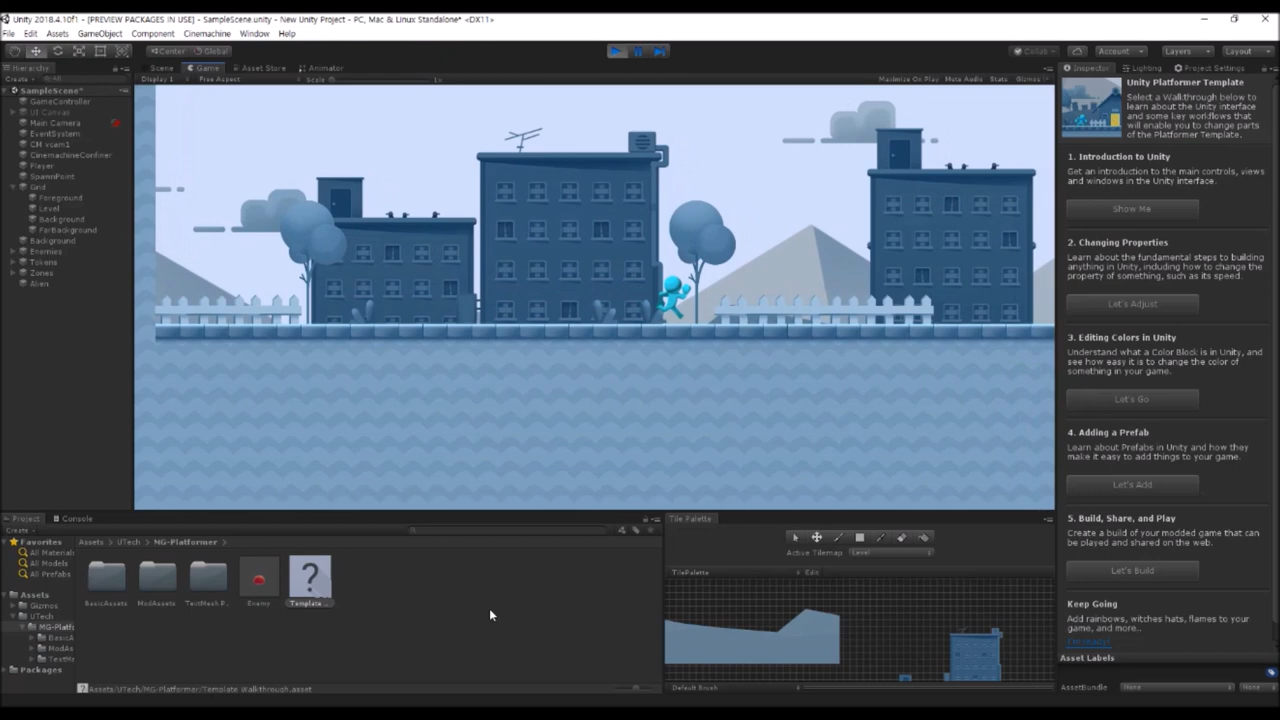 Unity 2018.4.10f1 - [PREVIEW PACKAGES IN USE] - SampleScene.unity - New Unity Project - PC, Mac & Linux Standalone* <DX11>
File Edit Assets GameObject Component Cinemachine Window Help
Center Global Collab Account Layers Layout
Hierarchy Scene Game Asset Store Animator Inspector Lighting Project Settings
Create All Display 1 Free Aspect Scale 1x Maximize On Play Mute Audio Stats Gizmos
SampleScene*
GameController
UI Canvas
Main Camera
EventSystem
CM vcam1
CinemachineConfiner
Player
SpawnPoint
Grid
Foreground
Level
Background
FarBackground
Background
Enemies
Tokens
Zones
Alien
Unity Platformer Template
Select a Walkthrough below to
learn about the Unity interface
and some key workflows that
will enable you to change parts
of the Platformer Template.
1. Introduction to Unity
Get an introduction to the main controls, views
and windows in the Unity interface.
Show Me
2. Changing Properties
Learn about the fundamental steps to building
anything in Unity, including how to change the
property of something, such as its speed.
Let's Adjust
3. Editing Colors in Unity
Understand what a Color Block is in Unity, and
see how easy it is to change the color of
something in your game.
Let's Go
4. Adding a Prefab
Learn about Prefabs in Unity and how they
make it easy to add things to your game.
Let's Add
5. Build, Share, and Play
Create a build of your modded game that can
be played and shared on the web.
Let's Build
Keep Going
Add rainbows, witches hats, flames to your
game, and more..
Asset Labels
AssetBundle None None
Project Console
Create
Favorites
All Materials
All Models
All Prefabs
Assets
Gizmos
UTech
MG-Platf
BasicA
ModAs
TextM
Packages
Assets UTech MG-Platformer
BasicAssets ModAssets TextMesh P... Enemy Template ...
Assets/UTech/MG-Platformer/Template Walkthrough.asset
Tile Palette
Active Tilemap Level
TilePalette Edit
Default Brush